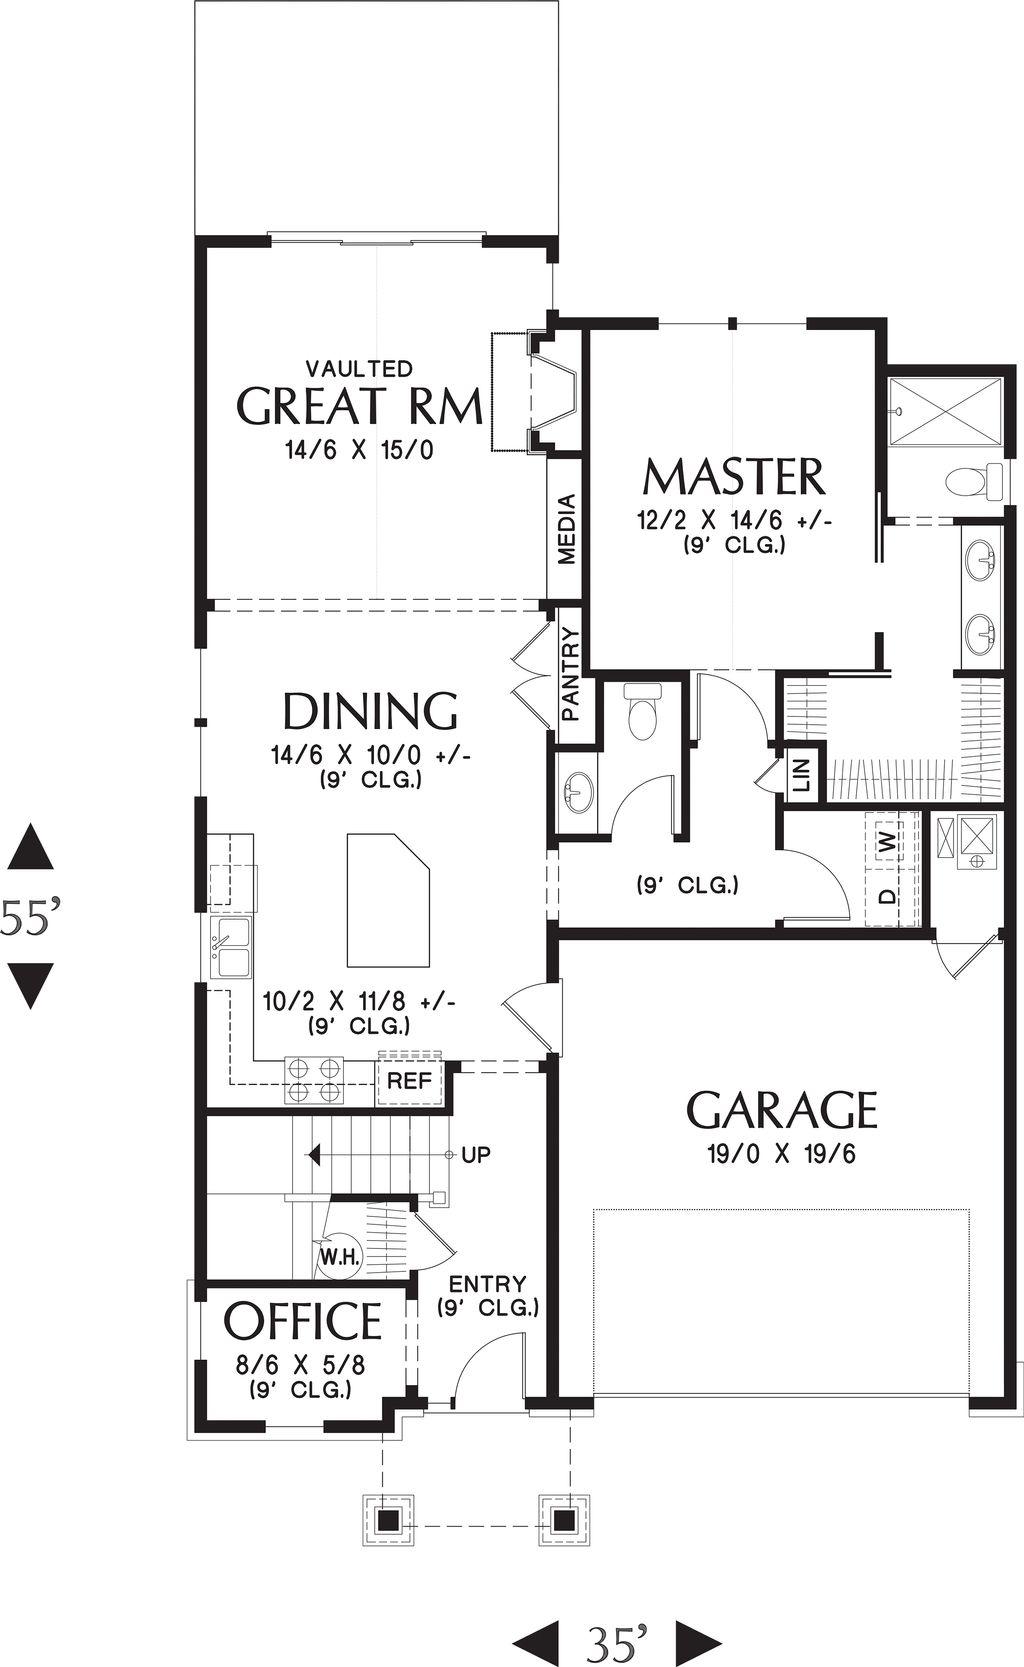 VAULTED
GREAT RM
14/6 X 15/0
MEDIA
MASTER
12/2 X 14/6 +/-
(9' CLG.)
PANTRY
DINING
14/6 X 10/0 +/-
(9' CLG.)
LIN
W
D
(9' CLG.)
55'
10/2 X 11/8 +/-
(9' CLG.)
REF
UP
GARAGE
19/0 X 19/6
W.H.
ENTRY
(9' CLG.)
OFFICE
8/6 X 5/8
(9' CLG.)
35'